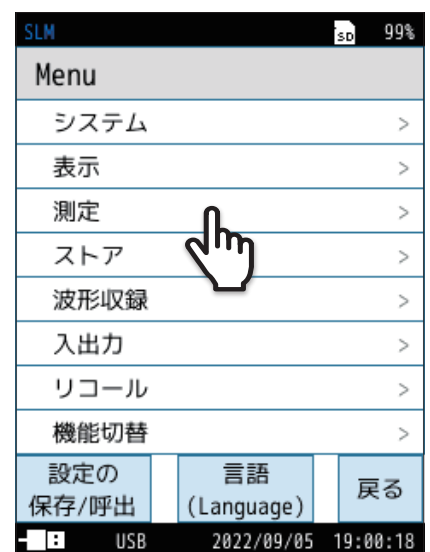 SLM SD 99%
Menu
システム >
表示 >
測定 >
ストア >
波形収録 >
入出力 >
リコール >
機能切替 >
設定の 言語 戻る
保存/呼出 (Language)
USB 2022/09/05 19:00:18